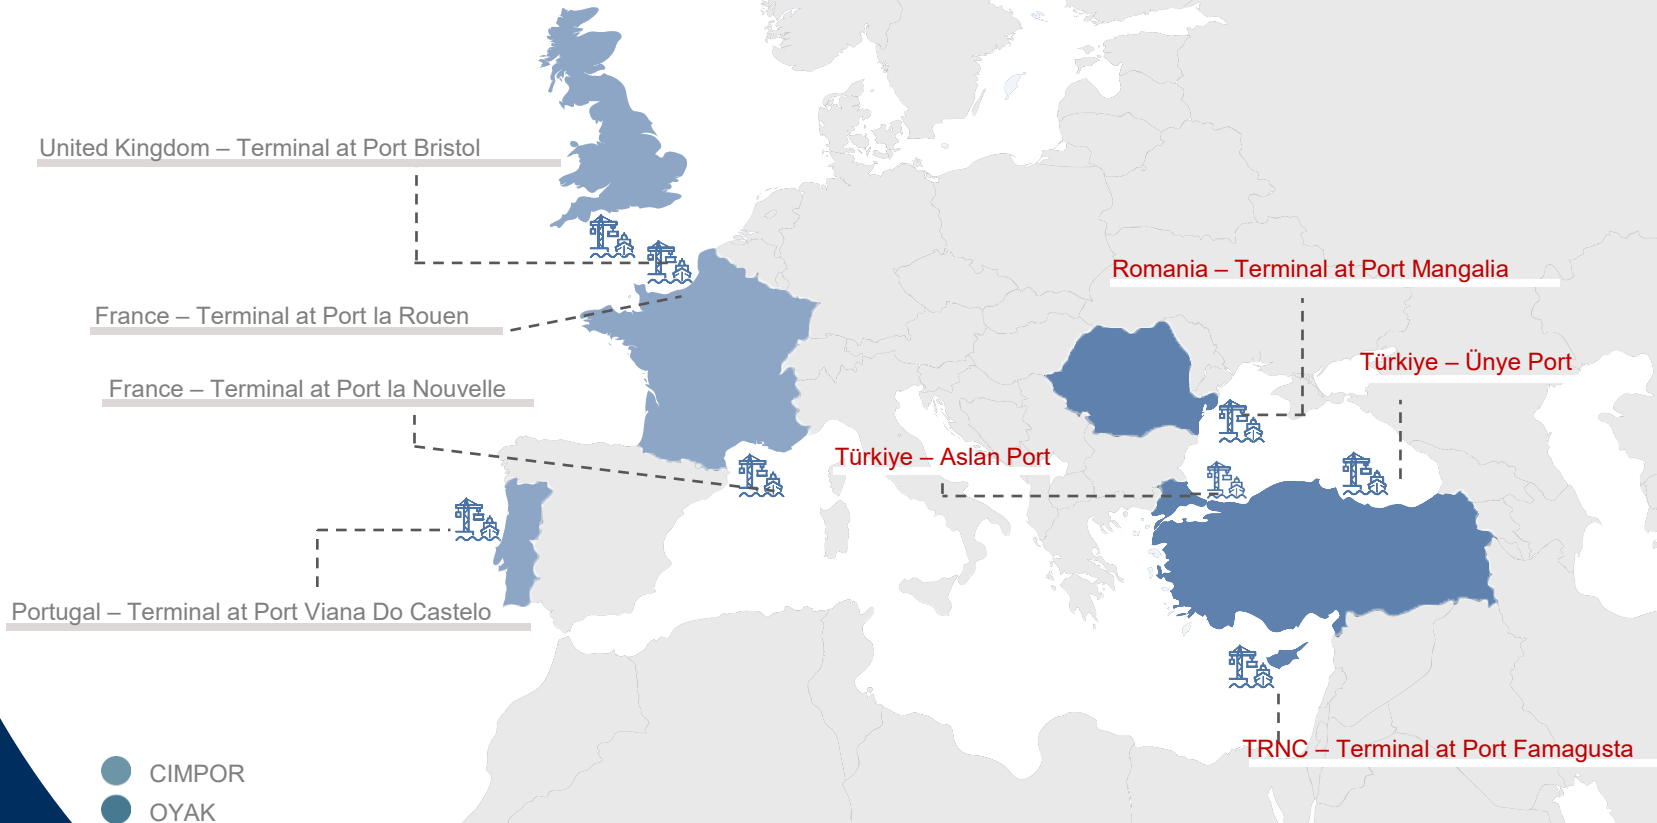 United Kingdom – Terminal at Port Bristol
France – Terminal at Port la Rouen
France – Terminal at Port la Nouvelle
Portugal – Terminal at Port Viana Do Castelo
Romania – Terminal at Port Mangalia
Türkiye – Ünye Port
Türkiye – Aslan Port
TRNC – Terminal at Port Famagusta
CIMPOR
OYAK